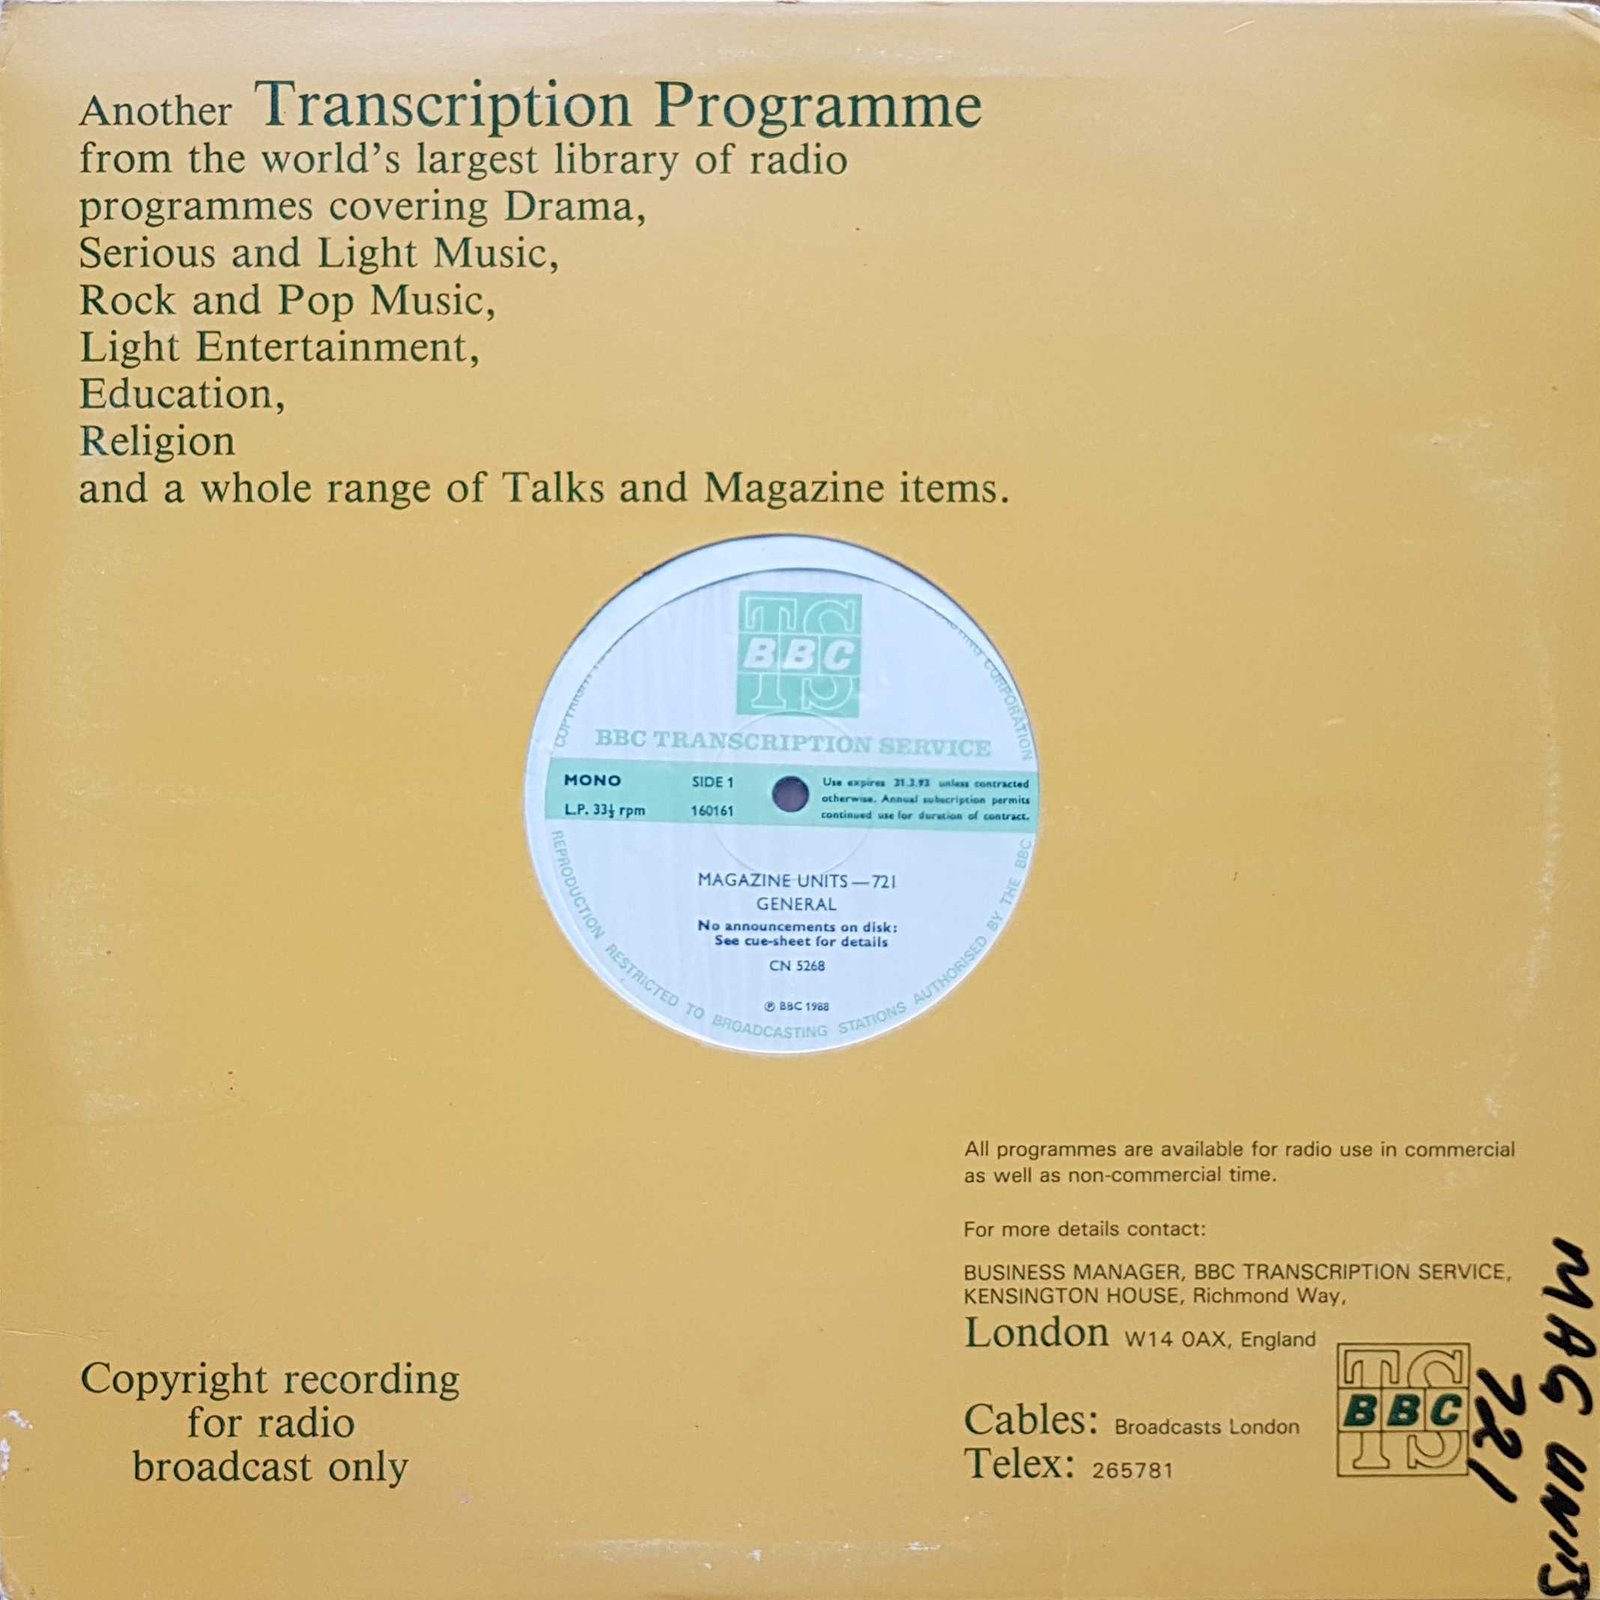 Another Transcription Programme
from the world's largest library of radio
programmes covering Drama,
Serious and Light Music,
Rock and Pop Music,
Light Entertainment,
Education,
Religion
and a whole range of Talks and Magazine items.
TS
BBC
TS
COPYRIGHT
CORPORATION
BBC TRANSCRIPTION SERVICE
MONO SIDE 1
L.P. 33⅓ rpm 160161
Use expires 31.3.93 unless contracted
otherwise. Annual subscription permits
continued use for duration of contract.
MAGAZINE UNITS—721
GENERAL
No announcements on disk:
See cue-sheet for details
CN 5268
℗ BBC 1988
REPRODUCTION RESTRICTED TO BROADCASTING STATIONS AUTHORISED BY THE BBC
All programmes are available for radio use in commercial
as well as non-commercial time.
For more details contact:
BUSINESS MANAGER, BBC TRANSCRIPTION SERVICE,
KENSINGTON HOUSE, Richmond Way,
London W14 0AX, England
Cables: Broadcasts London
Telex: 265781
TS
BBC
TS
Copyright recording
for radio
broadcast only
MAG UNITS
721